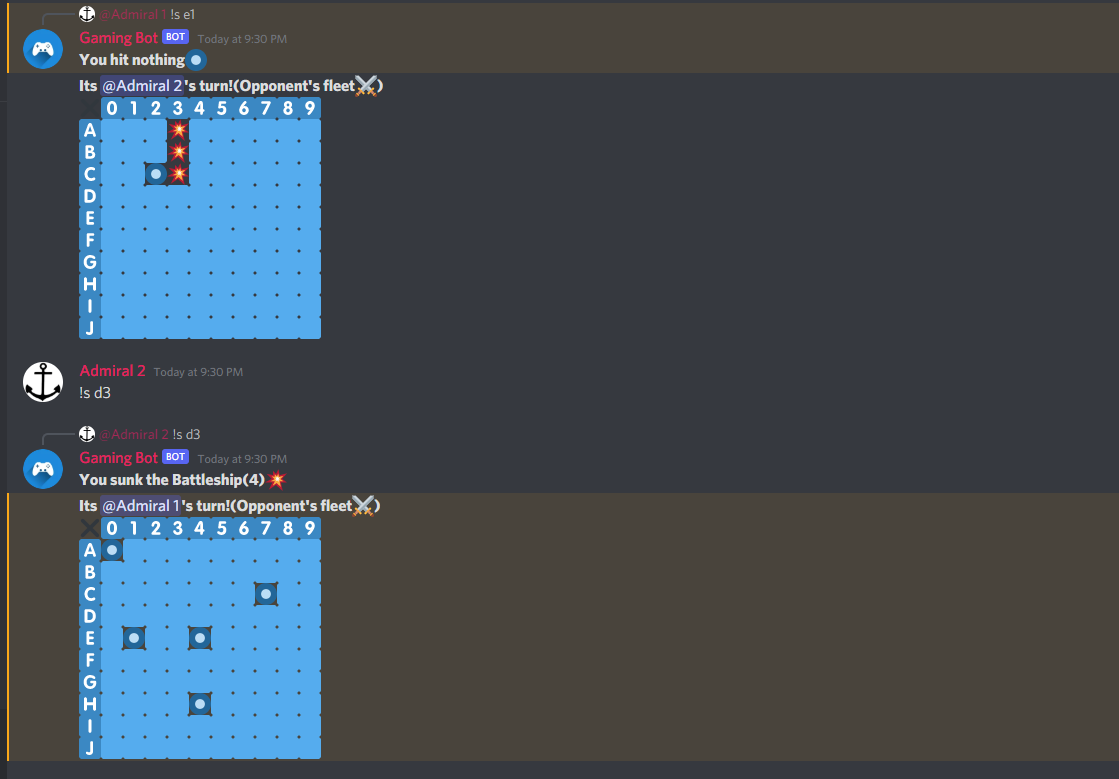 @Admiral 1 !s e1
Gaming Bot BOT Today at 9:30 PM
You hit nothing
Its @Admiral 2's turn!(Opponent's fleet⚔️)
0 1 2 3 4 5 6 7 8 9
A
B
C
D
E
F
G
H
I
J
Admiral 2 Today at 9:30 PM
!s d3
@Admiral 2 !s d3
Gaming Bot BOT Today at 9:30 PM
You sunk the Battleship(4)💥
Its @Admiral 1's turn!(Opponent's fleet⚔️)
0 1 2 3 4 5 6 7 8 9
A
B
C
D
E
F
G
H
I
J